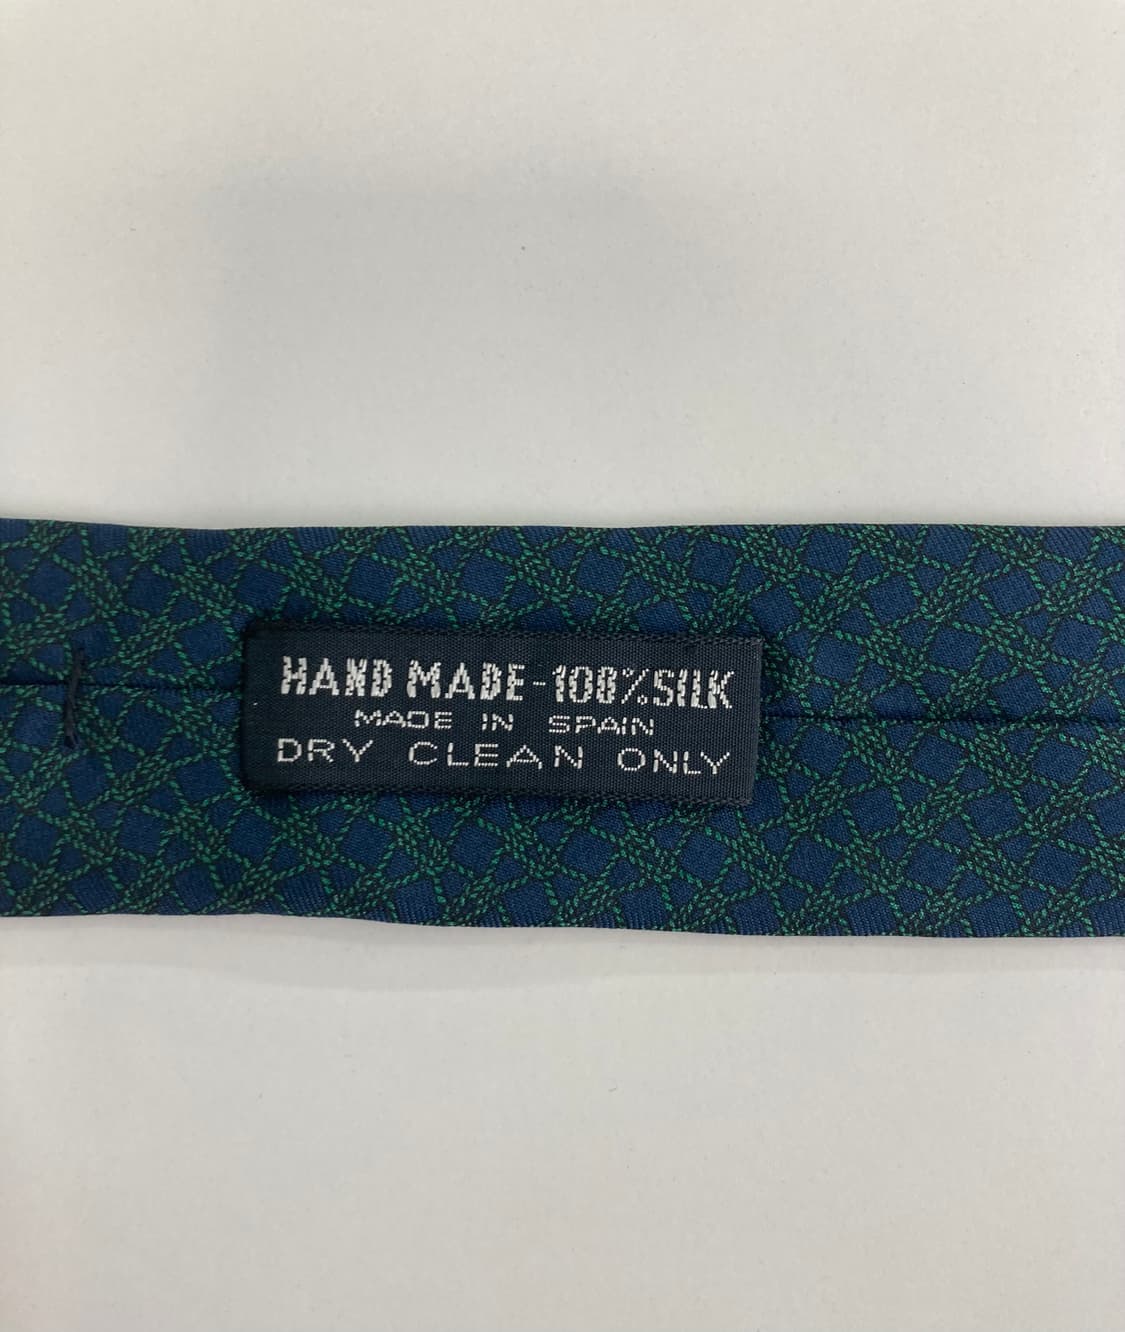 HAND MADE-100%SILK
MADE IN SPAIN
DRY CLEAN ONLY